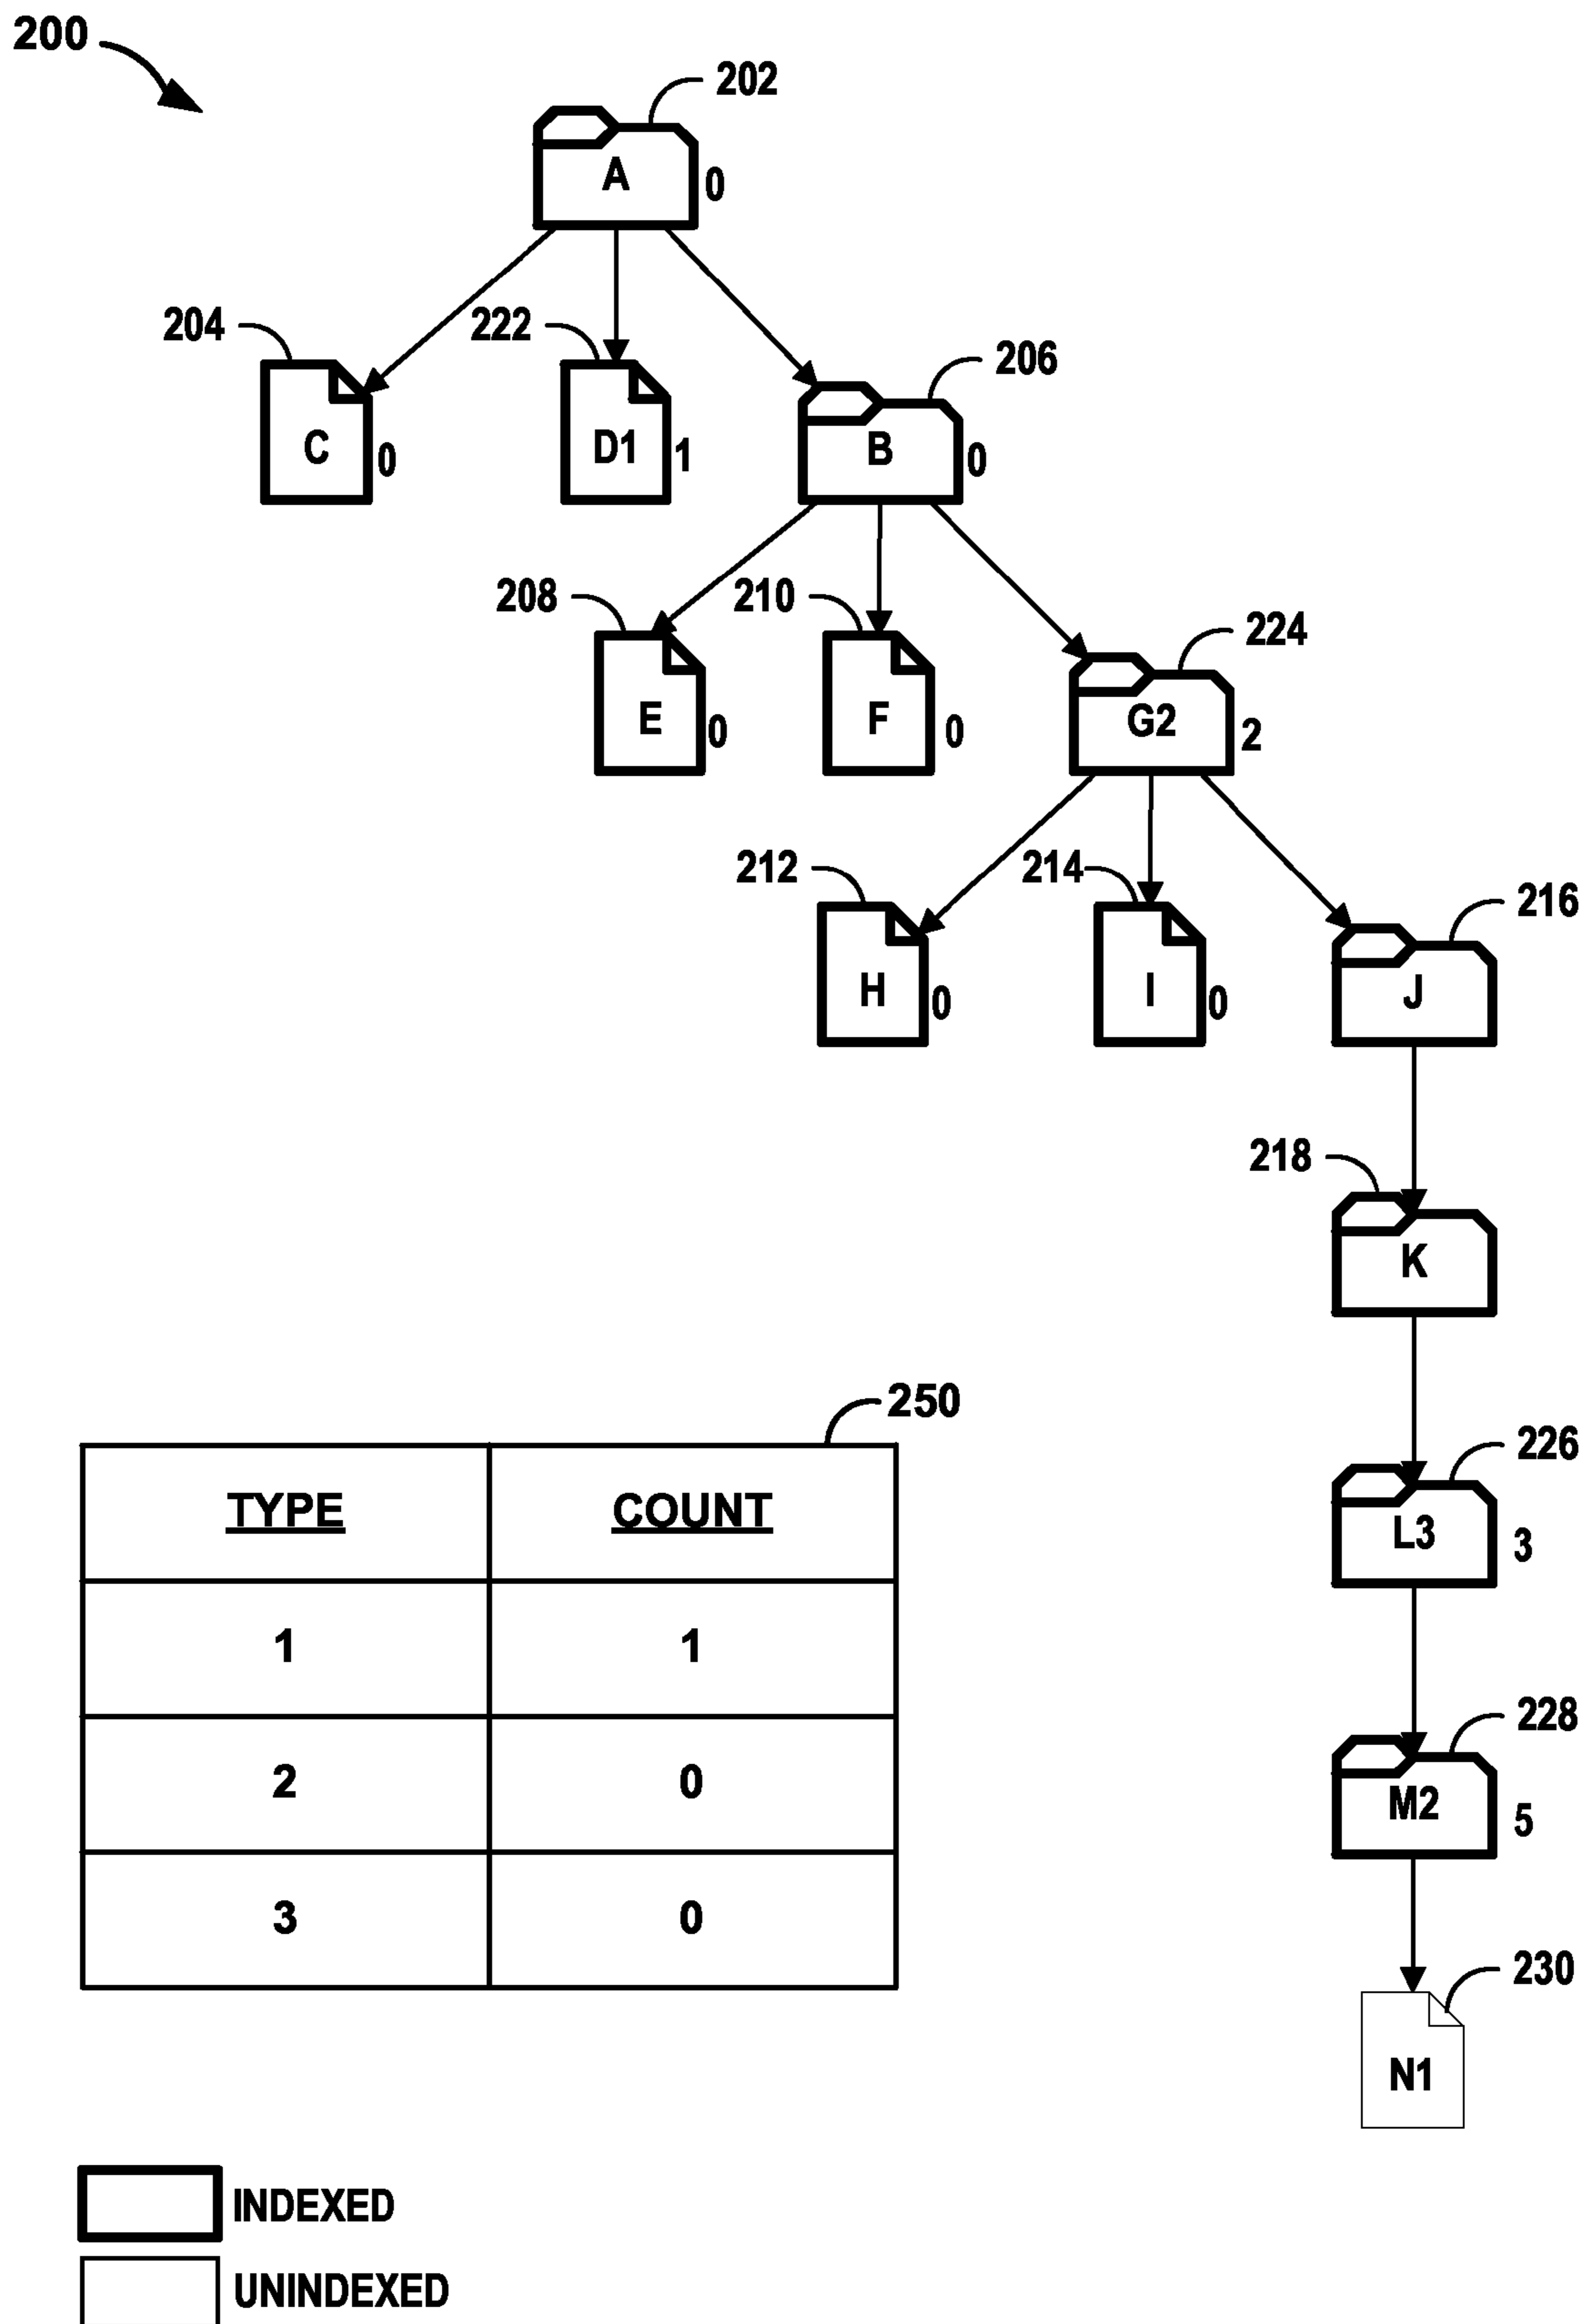 200
202
A
0
204
222
206
C
0
D1
1
B
0
208
210
224
E
0
F
0
G2
2
212
214
216
H
0
I
0
J
218
K
250
226
TYPE COUNT
L3
3
1 1
228
2 0
M2
5
3 0
230
N1
INDEXED
UNINDEXED